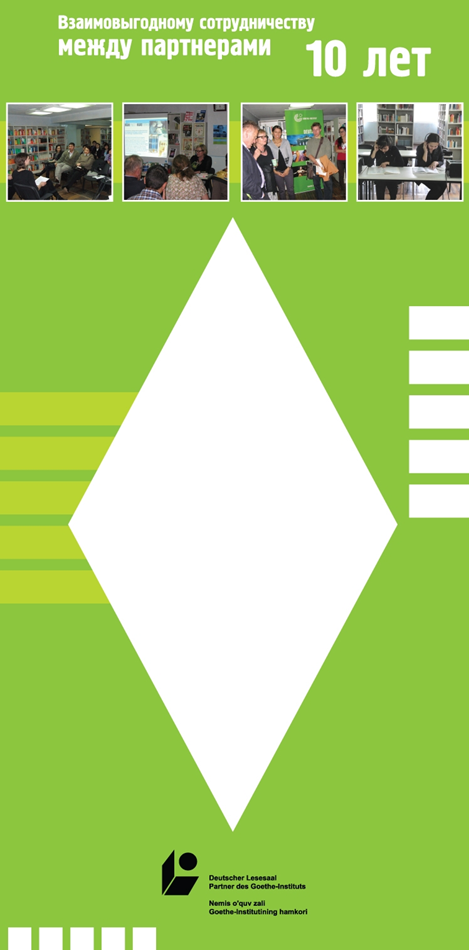 Взаимовыгодному сотрудничеству
между партнерами
10 лет
Deutscher Lesesaal
Partner des Goethe-Instituts
Nemis o'quv zali
Goethe-Institutining hamkori